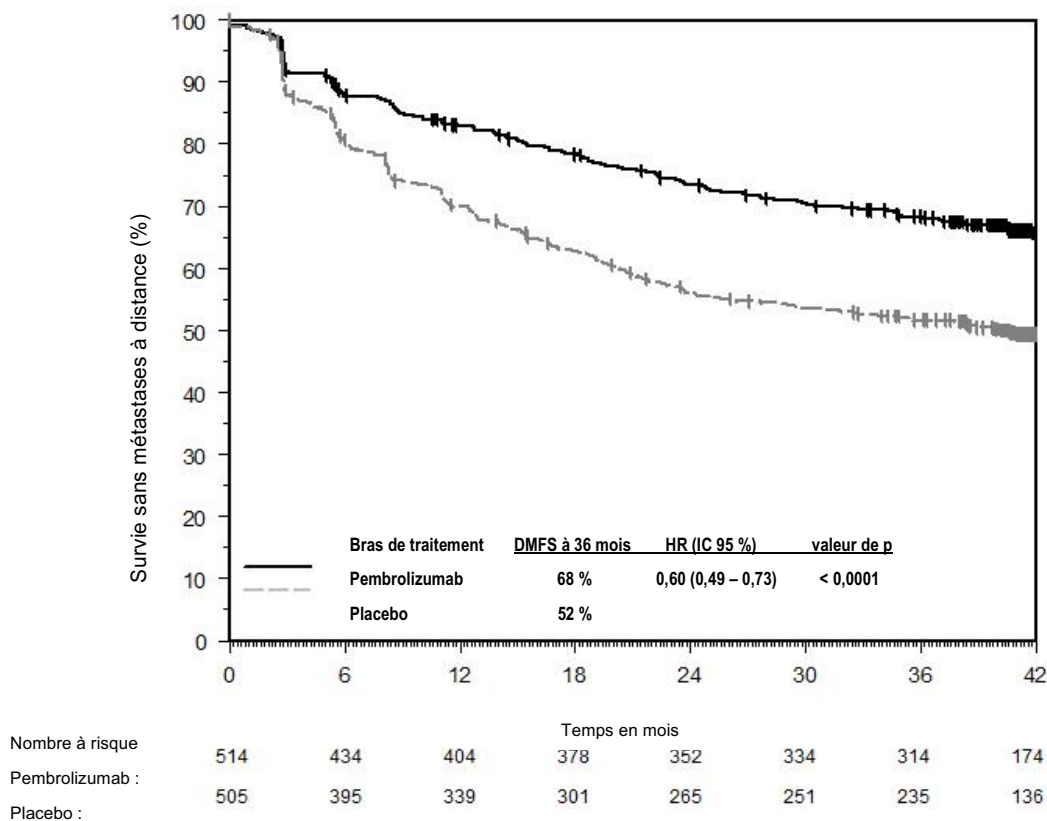 Survie sans métastases à distance (%)
100
90
80
70
60
50
40
30
20
10
0
Bras de traitement DMFS à 36 mois HR (IC 95 %) valeur de p
Pembrolizumab 68 % 0,60 (0,49 – 0,73) < 0,0001
Placebo 52 %
0 6 12 18 24 30 36 42
Temps en mois
Nombre à risque
514 434 404 378 352 334 314 174
Pembrolizumab :
505 395 339 301 265 251 235 136
Placebo :